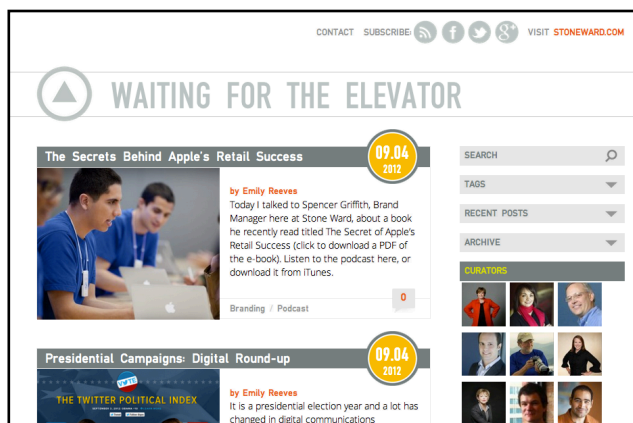 CONTACT SUBSCRIBE: VISIT STONEWARD.COM
WAITING FOR THE ELEVATOR
The Secrets Behind Apple's Retail Success
09.04
2012
by Emily Reeves
Today I talked to Spencer Griffith, Brand
Manager here at Stone Ward, about a book
he recently read titled The Secret of Apple's
Retail Success (click to download a PDF of
the e-book). Listen to the podcast here, or
download it from iTunes.
0
Branding / Podcast
Presidential Campaigns: Digital Round-up
09.04
2012
VOTE
THE TWITTER POLITICAL INDEX
by Emily Reeves
It is a presidential election year and a lot has
changed in digital communications
SEARCH
TAGS
RECENT POSTS
ARCHIVE
CURATORS